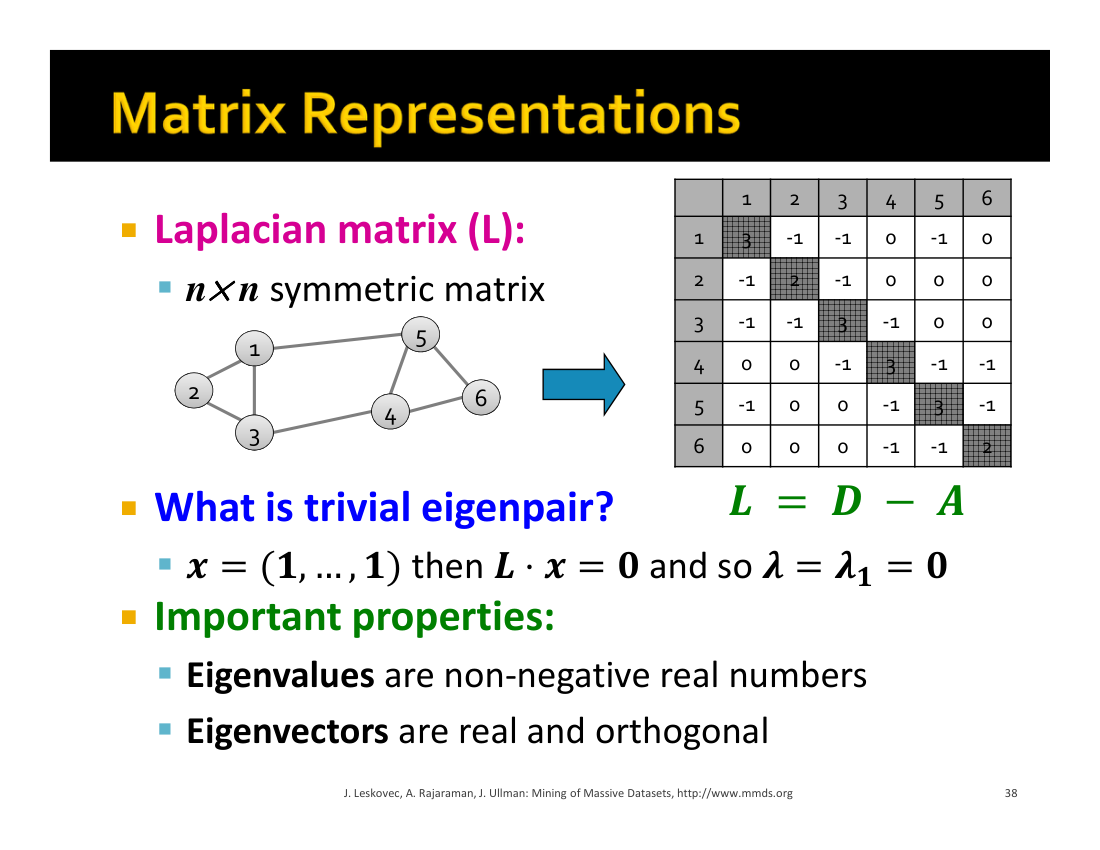 Matrix Representations
Laplacian matrix (L):
n×n symmetric matrix
1
2
3
4
5
6
1 2 3 4 5 6
1 3 -1 -1 0 -1 0
2 -1 2 -1 0 0 0
3 -1 -1 3 -1 0 0
4 0 0 -1 3 -1 -1
5 -1 0 0 -1 3 -1
6 0 0 0 -1 -1 2
L = D − A
What is trivial eigenpair?
x = (1, … , 1) then L · x = 0 and so λ = λ₁ = 0
Important properties:
Eigenvalues are non-negative real numbers
Eigenvectors are real and orthogonal
J. Leskovec, A. Rajaraman, J. Ullman: Mining of Massive Datasets, http://www.mmds.org
38